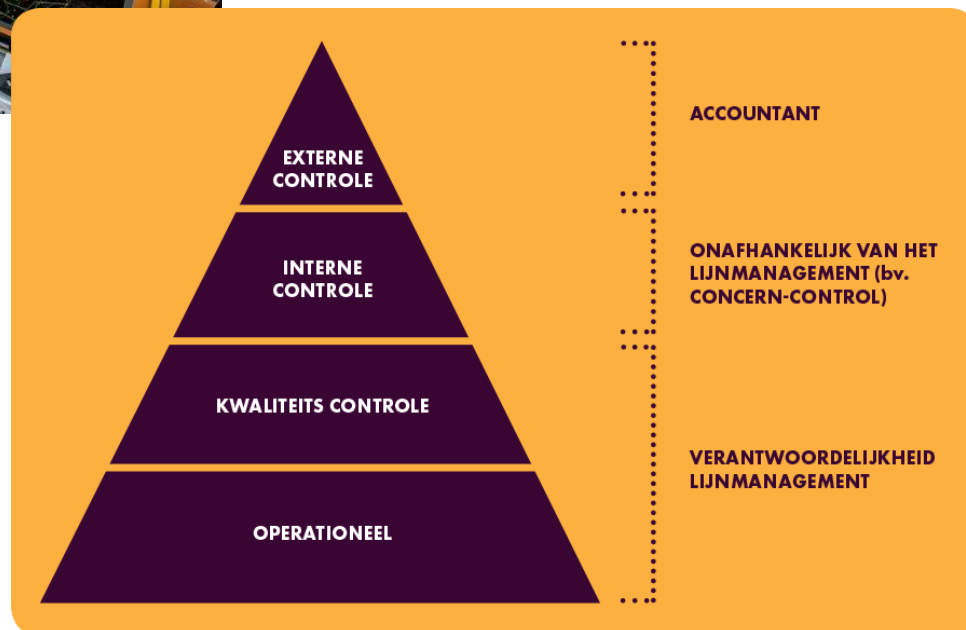 EXTERNE
CONTROLE
ACCOUNTANT
INTERNE
CONTROLE
ONAFHANKELIJK VAN HET
LIJNMANAGEMENT (bv.
CONCERN-CONTROL)
KWALITEITS CONTROLE
OPERATIONEEL
VERANTWOORDELIJKHEID
LIJNMANAGEMENT